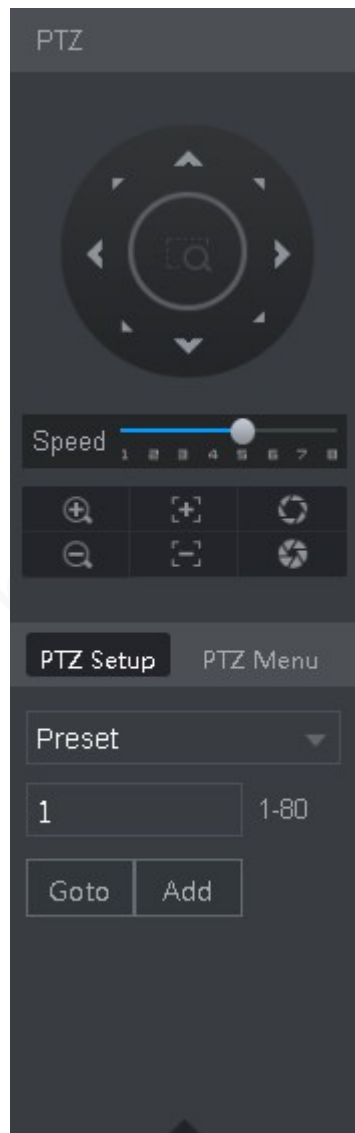 PTZ
Speed
1 2 3 4 5 6 7 8
PTZ Setup PTZ Menu
Preset
1 1-80
Goto Add